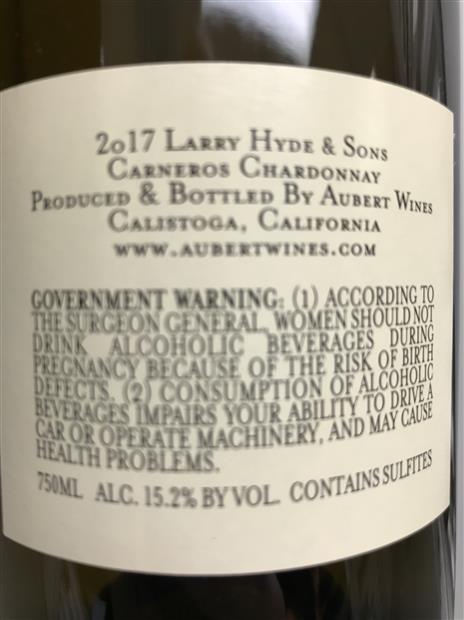 2017 Larry Hyde & Sons
Carneros Chardonnay
Produced & Bottled By Aubert Wines
Calistoga, California
www.aubertwines.com
GOVERNMENT WARNING: (1) ACCORDING TO
THE SURGEON GENERAL, WOMEN SHOULD NOT
DRINK ALCOHOLIC BEVERAGES DURING
PREGNANCY BECAUSE OF THE RISK OF BIRTH
DEFECTS. (2) CONSUMPTION OF ALCOHOLIC
BEVERAGES IMPAIRS YOUR ABILITY TO DRIVE A
CAR OR OPERATE MACHINERY, AND MAY CAUSE
HEALTH PROBLEMS.
750ML ALC. 15.2% BY VOL. CONTAINS SULFITES